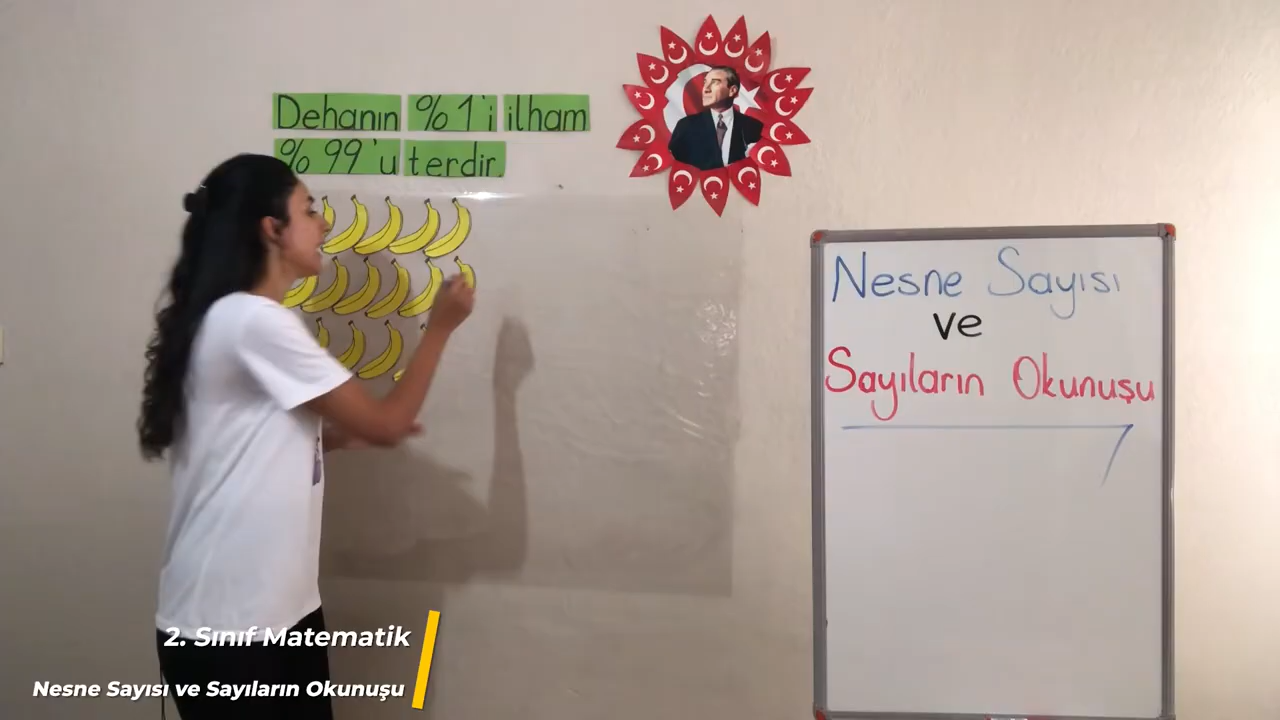 Dehanın %1'i ilham
%99'u terdir.
Nesne Sayısı
ve
Sayıların Okunuşu
2. Sınıf Matematik
Nesne Sayısı ve Sayıların Okunuşu